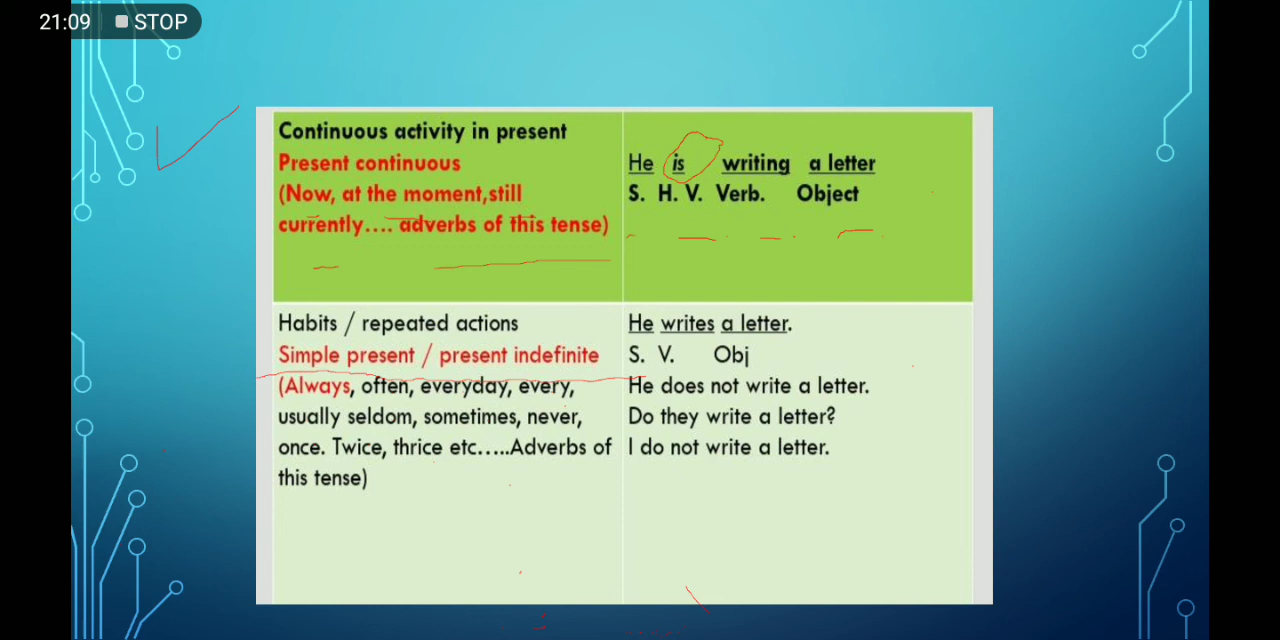 21:09 STOP
Continuous activity in present
Present continuous
(Now, at the moment,still
currently.... adverbs of this tense)
He is writing a letter
S. H. V. Verb. Object
Habits / repeated actions
Simple present / present indefinite
(Always, often, everyday, every,
usually seldom, sometimes, never,
once. Twice, thrice etc.....Adverbs of
this tense)
He writes a letter.
S. V. Obj
He does not write a letter.
Do they write a letter?
I do not write a letter.